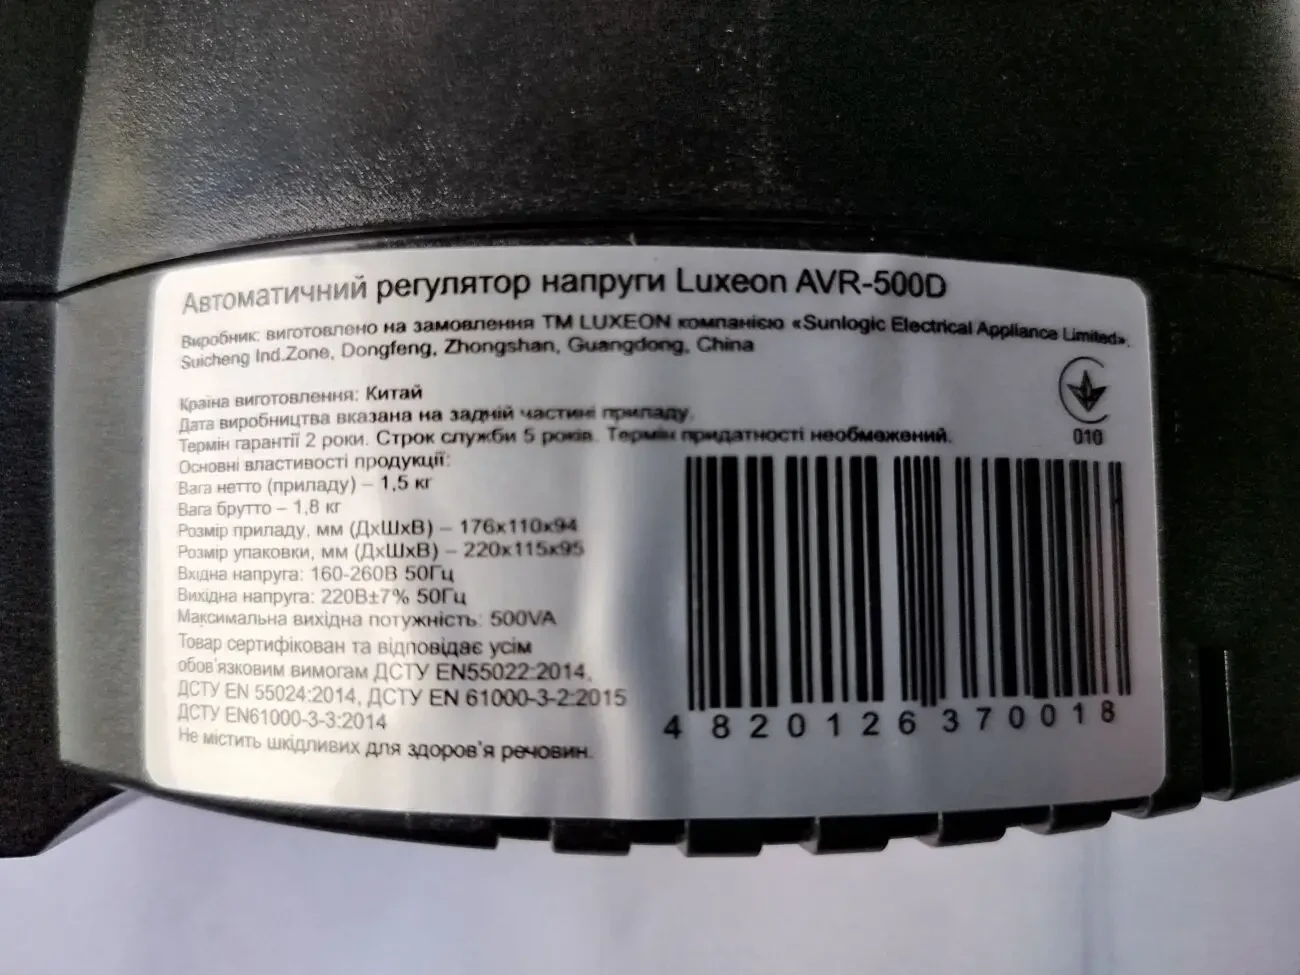 Автоматичний регулятор напруги Luxeon AVR-500D
Виробник: виготовлено на замовлення ТМ LUXEON компанією «Sunlogic Electrical Appliance Limited»,
Suicheng Ind.Zone, Dongfeng, Zhongshan, Guangdong, China
Країна виготовлення: Китай
Дата виробництва вказана на задній частині приладу.
Термін гарантії 2 роки. Строк служби 5 років. Термін придатності необмежений.
010
Основні властивості продукції:
Вага нетто (приладу) – 1,5 кг
Вага брутто – 1,8 кг
Розмір приладу, мм (ДхШхВ) – 176х110х94
Розмір упаковки, мм (ДхШхВ) – 220х115х95
Вхідна напруга: 160-260В 50Гц
Вихідна напруга: 220В±7% 50Гц
Максимальна вихідна потужність: 500VA
Товар сертифікован та відповідає усім
обов'язковим вимогам ДСТУ EN55022:2014,
ДСТУ EN 55024:2014, ДСТУ EN 61000-3-2:2015
ДСТУ EN61000-3-3:2014
Не містить шкідливих для здоров'я речовин.
4820126370018